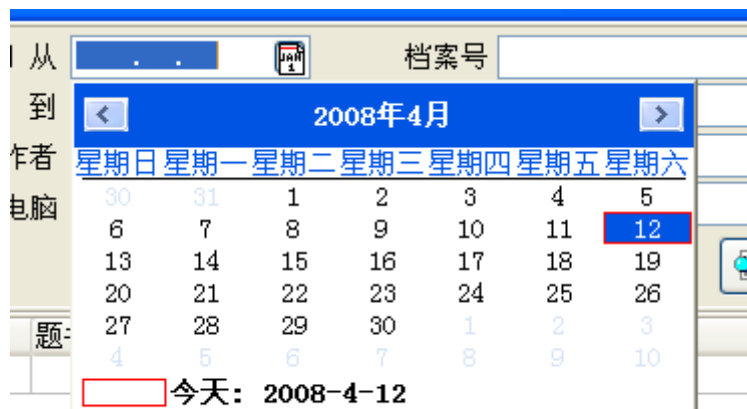 从 . . JAN 1 档案号
到
2008年4月
作者
星期日 星期一 星期二 星期三 星期四 星期五 星期六
30 31 1 2 3 4 5
电脑
6 7 8 9 10 11 12
13 14 15 16 17 18 19
20 21 22 23 24 25 26
题
27 28 29 30 1 2 3
4 5 6 7 8 9 10
今天: 2008-4-12